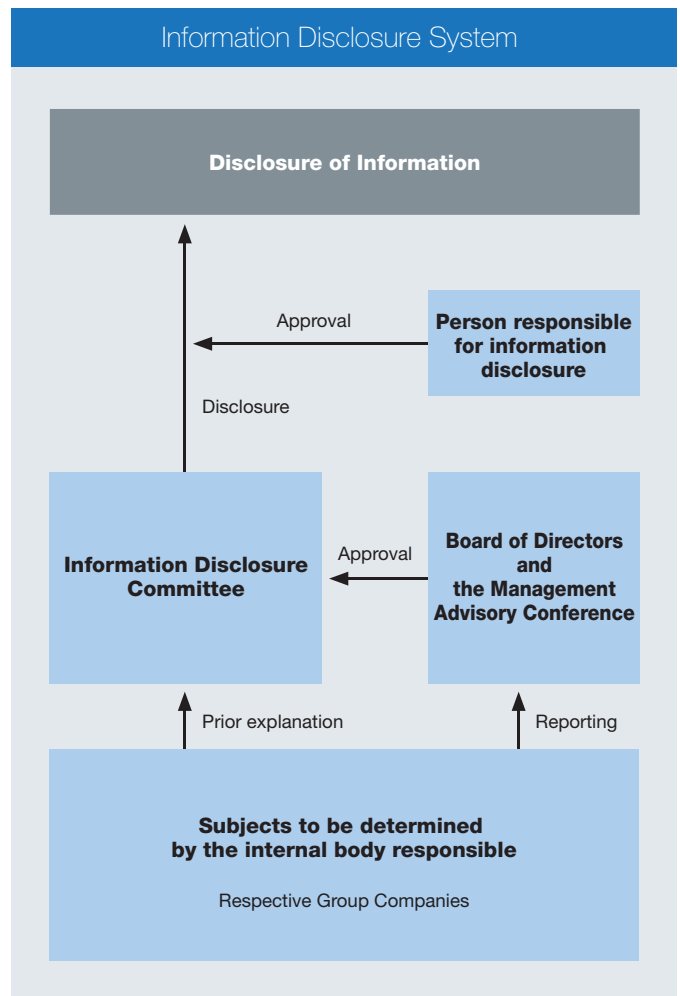 Information Disclosure System
Disclosure of Information
Approval
Person responsible
for information
disclosure
Disclosure
Information Disclosure
Committee
Approval
Board of Directors
and
the Management
Advisory Conference
Prior explanation
Reporting
Subjects to be determined
by the internal body responsible
Respective Group Companies